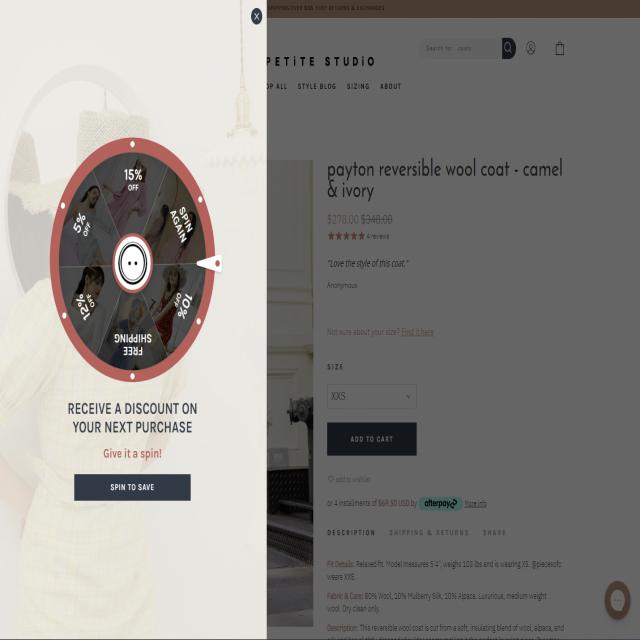 X
15%
OFF
SPIN
AGAIN
10%
OFF
FREE
SHIPPING
12%
OFF
5%
OFF
RECEIVE A DISCOUNT ON
YOUR NEXT PURCHASE
Give it a spin!
SPIN TO SAVE
SHIPPING OVER $99. EASY RETURNS & EXCHANGES
PETITE STUDIO
Search for: coats
OP ALL STYLE BLOG SIZING ABOUT
payton reversible wool coat - camel
& ivory
$278.00 $348.00
4 reviews
"Love the style of this coat."
Anonymous
Not sure about your size? Find it here
SIZE
XXS
ADD TO CART
add to wishlist
or 4 installments of $69.50 USD by afterpay More info
DESCRIPTION SHIPPING & RETURNS SHARE
Fit Details: Relaxed fit. Model measures 5'4", weighs 103 lbs and is wearing XS. @piecesofc
wears XXS.
Fabric & Care: 80% Wool, 10% Mulberry Silk, 10% Alpaca. Luxurious, medium weight
wool. Dry clean only.
Description: This reversible wool coat is cut from a luxurious blend of wool, alpaca, and